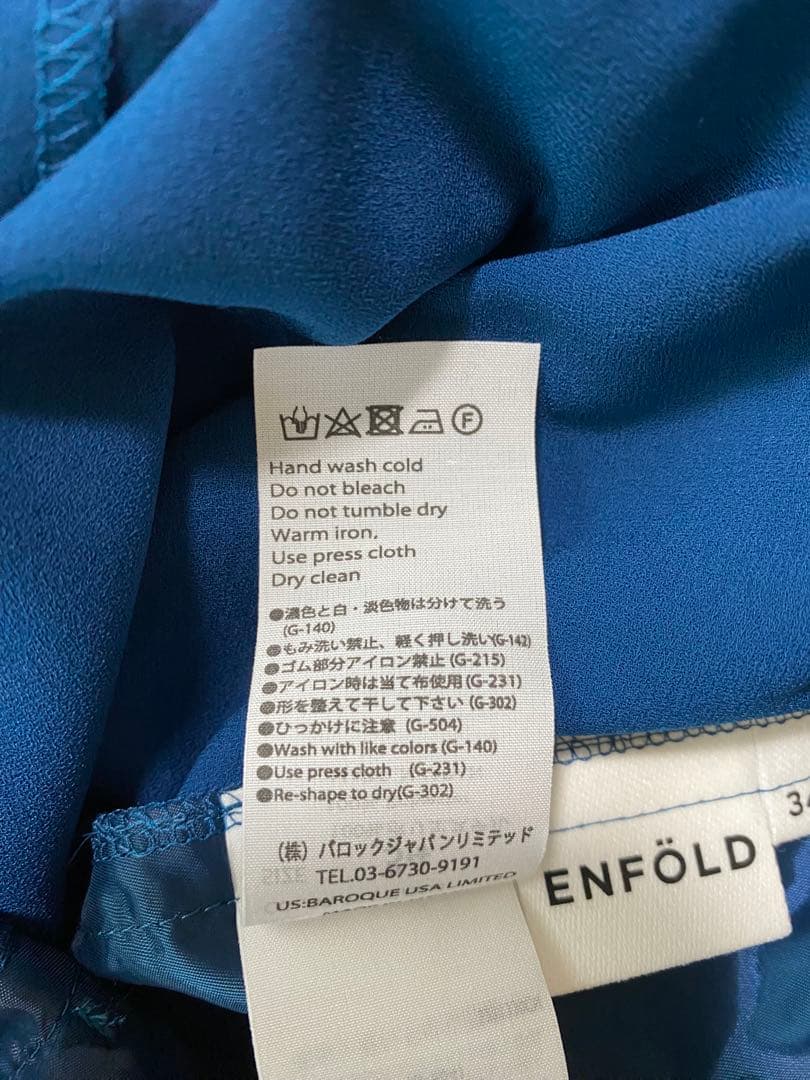 F
Hand wash cold
Do not bleach
Do not tumble dry
Warm iron,
Use press cloth
Dry clean
●濃色と白・淡色物は分けて洗う
(G-140)
●もみ洗い禁止、軽く押し洗い(G-142)
●ゴム部分アイロン禁止 (G-215)
●アイロン時は当て布使用 (G-231)
●形を整えて干して下さい (G-302)
●ひっかけに注意 (G-504)
●Wash with like colors (G-140)
●Use press cloth (G-231)
●Re-shape to dry(G-302)
(株) バロックジャパンリミテッド
TEL.03-6730-9191
US:BAROQUE USA LIMITED
34
ENFÖLD